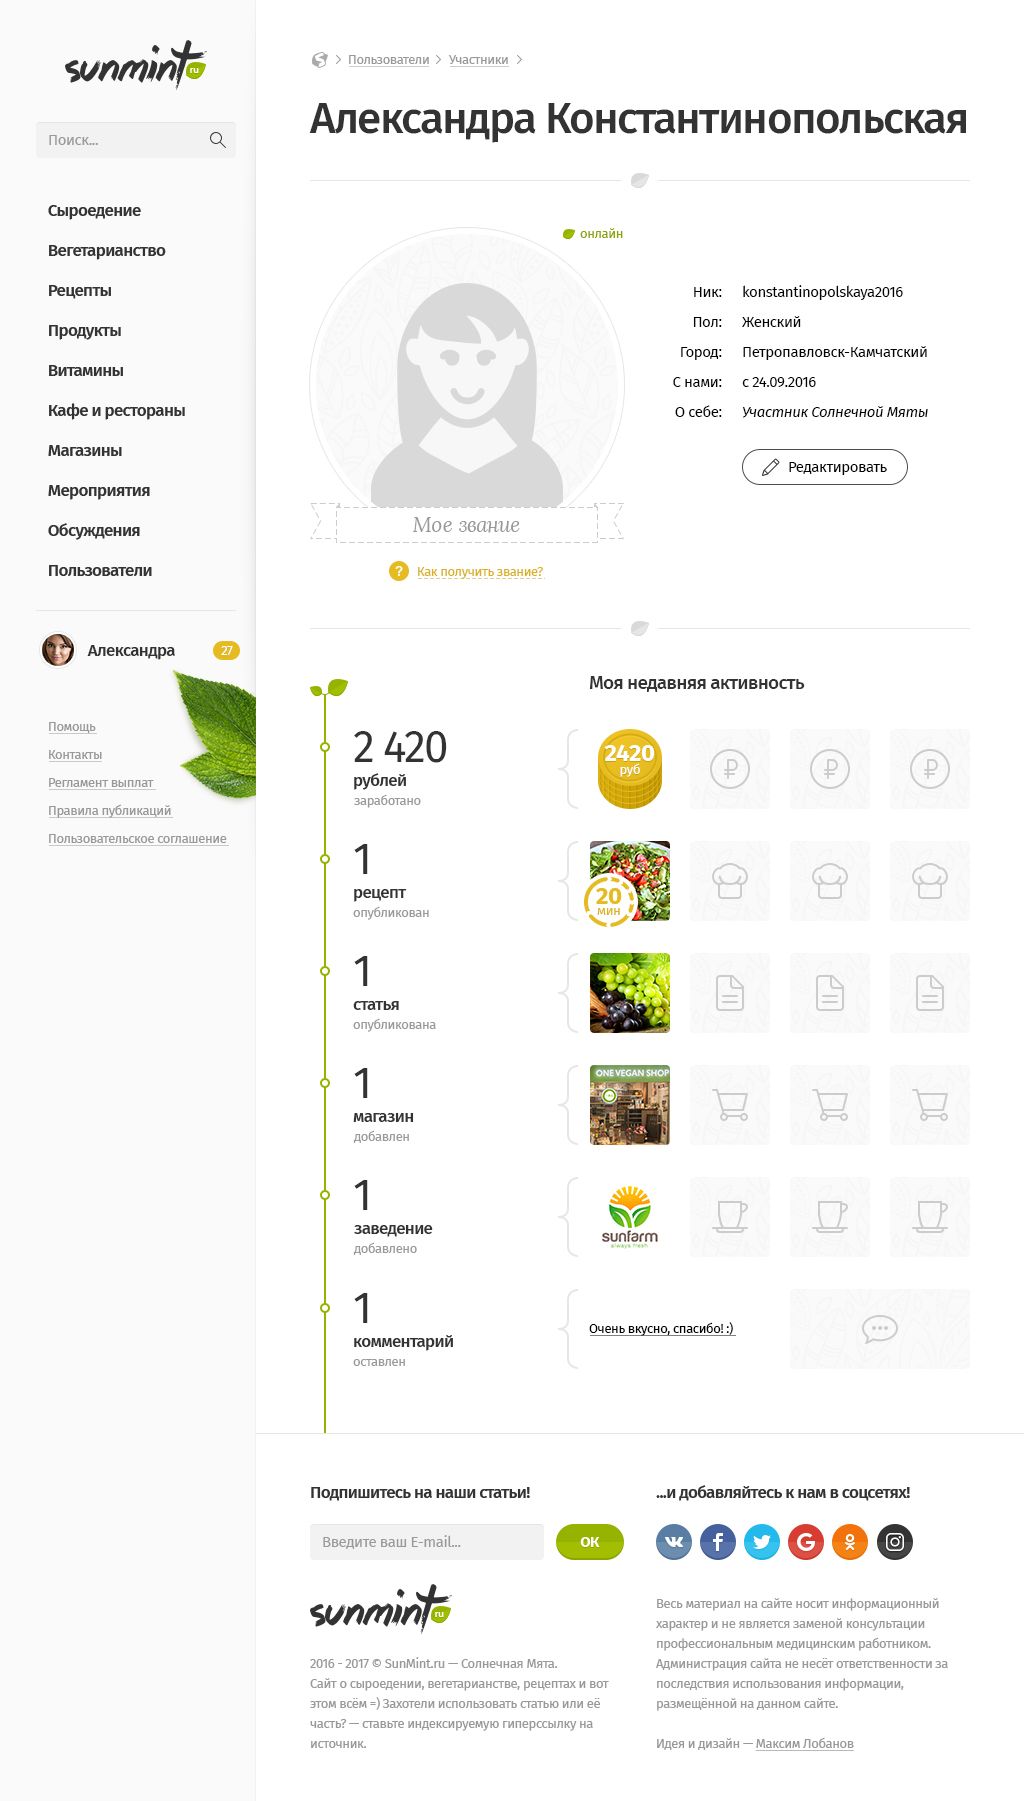 sunmint ru
Поиск...
Сыроедение
Вегетарианство
Рецепты
Продукты
Витамины
Кафе и рестораны
Магазины
Мероприятия
Обсуждения
Пользователи
Александра 27
Помощь
Контакты
Регламент выплат
Правила публикаций
Пользовательское соглашение
Пользователи Участники
Александра Константинопольская
онлайн
Мое звание
? Как получить звание?
Ник: konstantinopolskaya2016
Пол: Женский
Город: Петропавловск-Камчатский
С нами: с 24.09.2016
О себе: Участник Солнечной Мяты
Редактировать
Моя недавняя активность
2 420
рублей
заработано
2420
руб
1
рецепт
опубликован
20
мин
1
статья
опубликована
1
магазин
добавлен
ONE VEGAN SHOP
1
заведение
добавлено
sunfarm
always fresh
1
комментарий
оставлен
Очень вкусно, спасибо! :)
Подпишитесь на наши статьи!
Введите ваш E-mail...
ОК
sunmint ru
2016 - 2017 © SunMint.ru — Солнечная Мята.
Сайт о сыроедении, вегетарианстве, рецептах и вот
этом всём =) Захотели использовать статью или её
часть? — ставьте индексируемую гиперссылку на
источник.
...и добавляйтесь к нам в соцсетях!
Весь материал на сайте носит информационный
характер и не является заменой консультации
профессиональным медицинским работником.
Администрация сайта не несёт ответственности за
последствия использования информации,
размещённой на данном сайте.
Идея и дизайн — Максим Лобанов